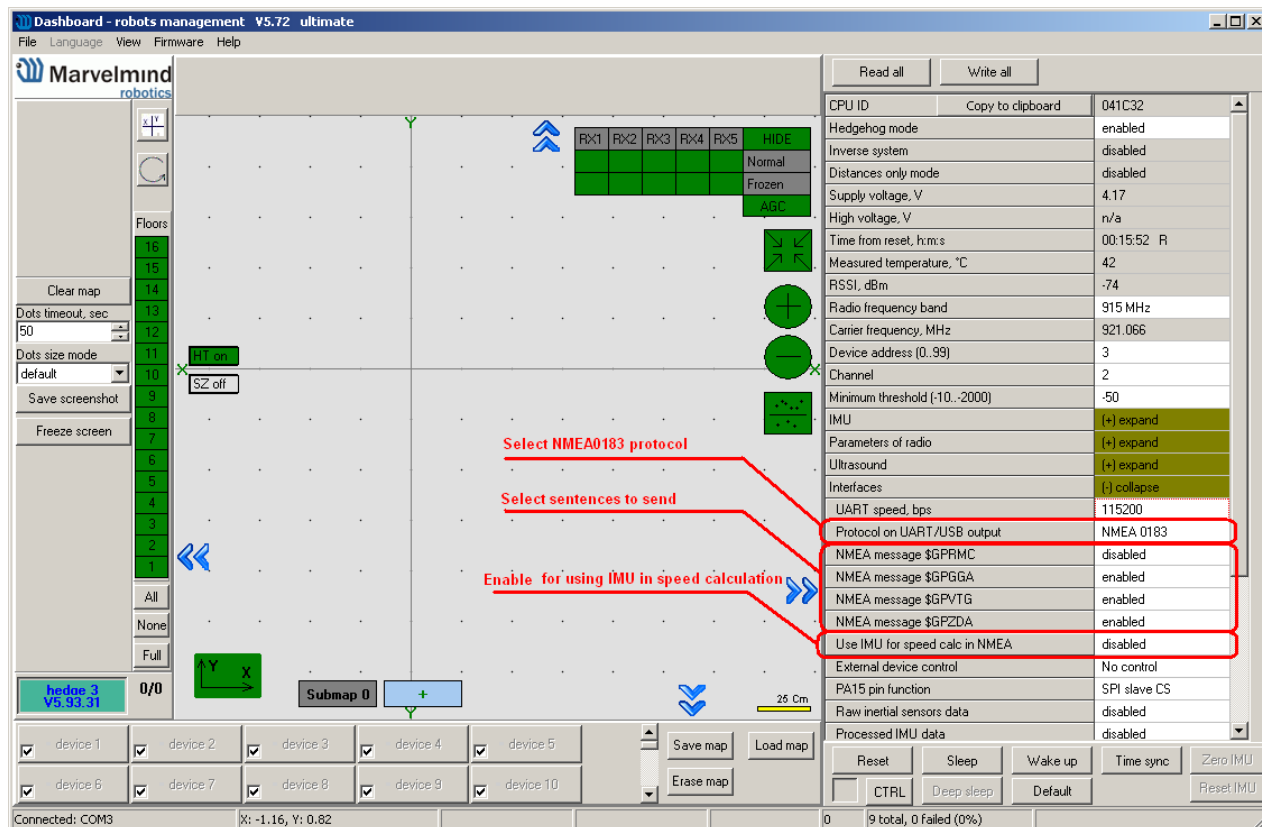 Dashboard - robots management V5.72 ultimate
File Language View Firmware Help
Marvelmind
robotics
Read all Write all
CPU ID Copy to clipboard 041C32
Hedgehog mode enabled
Inverse system disabled
Distances only mode disabled
Supply voltage, V 4.17
High voltage, V n/a
Time from reset, h:m:s 00:15:52 R
Measured temperature, °C 42
RSSI, dBm -74
Radio frequency band 915 MHz
Carrier frequency, MHz 921.066
Device address (0..99) 3
Channel 2
Minimum threshold (-10..-2000) -50
IMU (+) expand
Parameters of radio (+) expand
Ultrasound (+) expand
Interfaces (-) collapse
UART speed, bps 115200
Protocol on UART/USB output NMEA 0183
NMEA message $GPRMC disabled
NMEA message $GPGGA enabled
NMEA message $GPVTG enabled
NMEA message $GPZDA enabled
Use IMU for speed calc in NMEA disabled
External device control No control
PA15 pin function SPI slave CS
Raw inertial sensors data disabled
Processed IMU data disabled
X Y
Floors
16
15
14
13
12
11
10
9
8
7
6
5
4
3
2
1
All
None
Full
0/0
Clear map
Dots timeout, sec
50
Dots size mode
default
Save screenshot
Freeze screen
hedge 3
V5.93.31
Y
RX1 RX2 RX3 RX4 RX5 HIDE
Normal
Frozen
AGC
HT on
X X
SZ off
Select NMEA0183 protocol
Select sentences to send
Enable for using IMU in speed calculation
Y X
Submap 0 +
Y
25 Cm
device 1 device 2 device 3 device 4 device 5
device 6 device 7 device 8 device 9 device 10
Save map Load map
Erase map
Reset Sleep Wake up Time sync Zero IMU
CTRL Deep sleep Default Reset IMU
Connected: COM3 X: -1.16, Y: 0.82 0 9 total, 0 failed (0%)